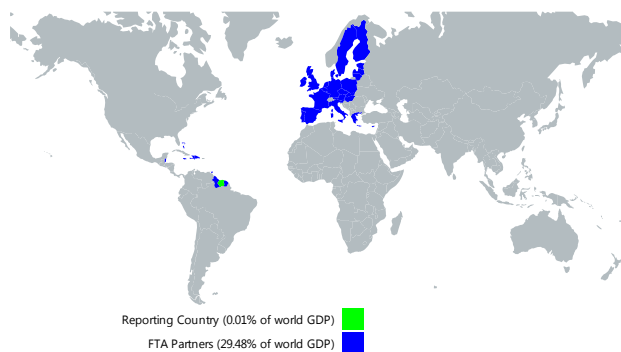 Reporting Country (0.01% of world GDP)
FTA Partners (29.48% of world GDP)